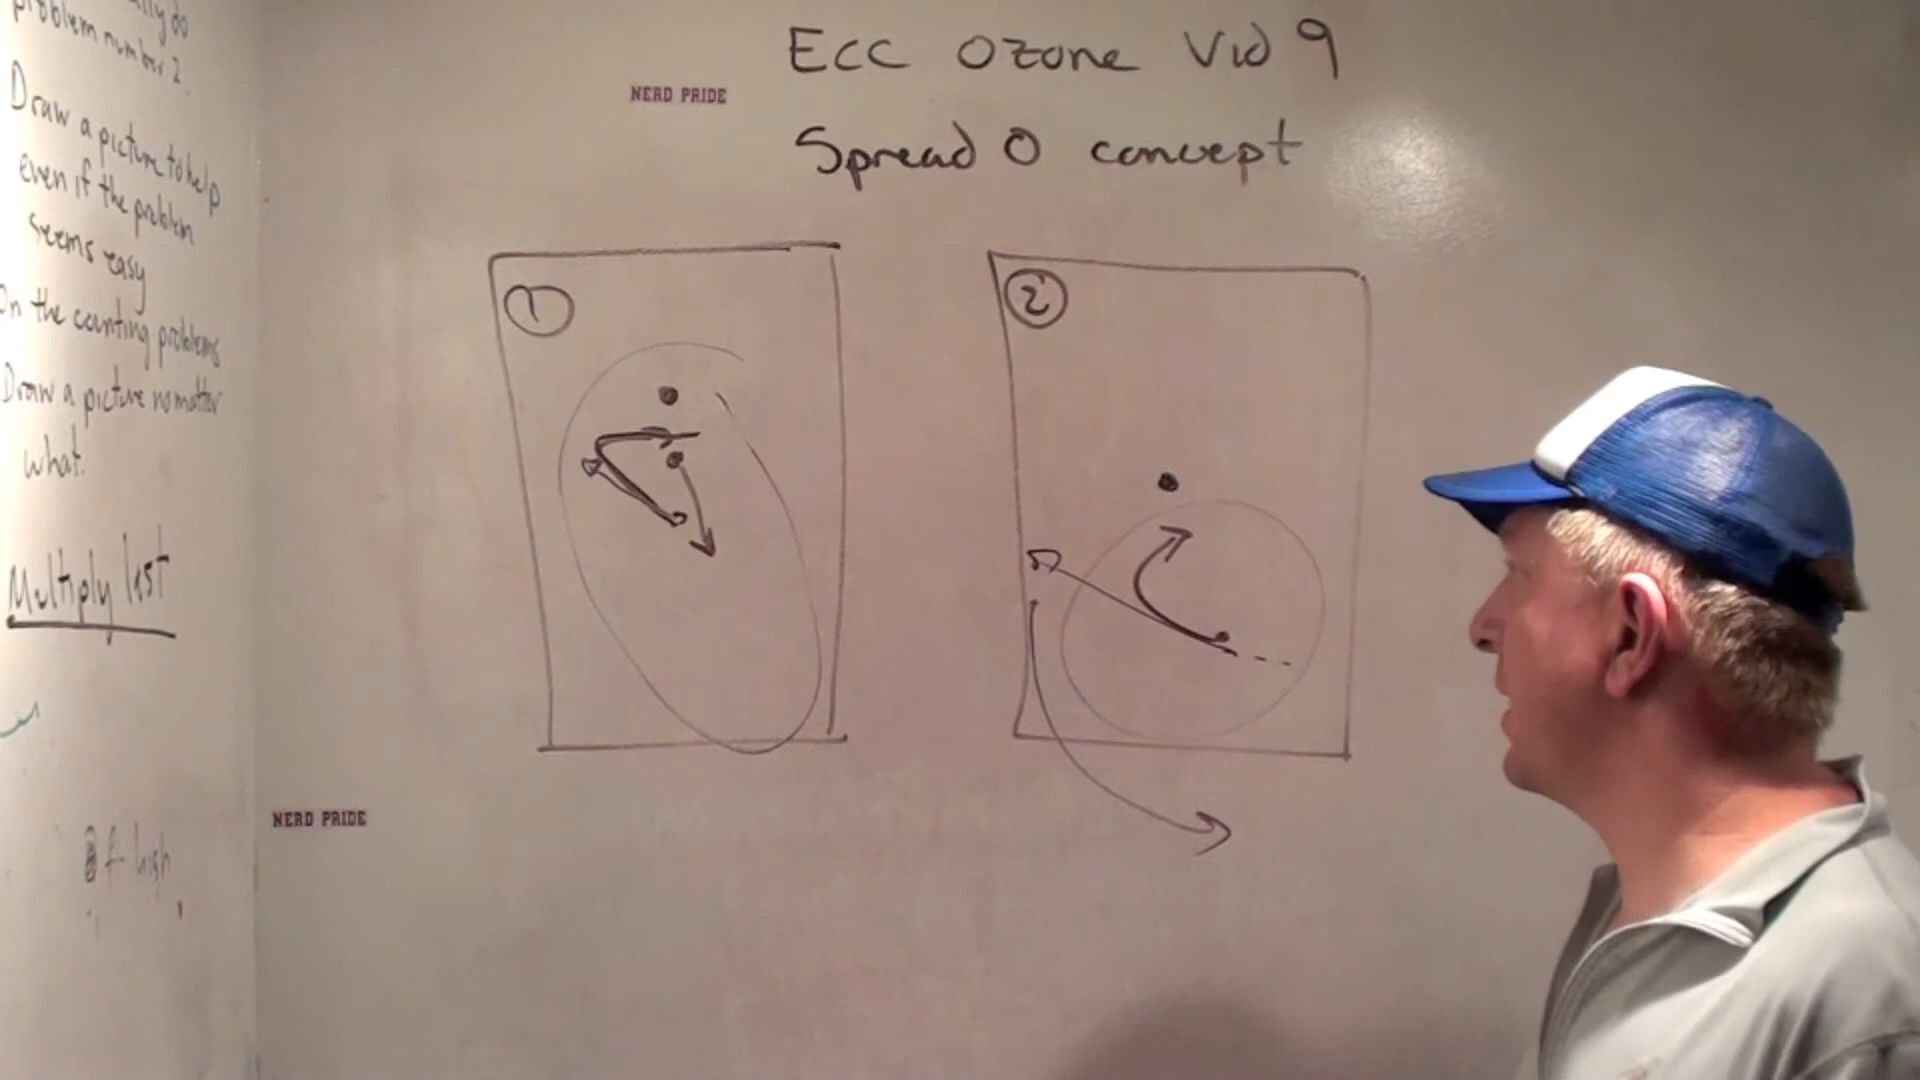 Ecc Ozone Vid 9
NERD PRIDE
Spread O concept
problem number 2.
Draw a picture to help
even if the problem
seems easy
On the counting problems
Draw a picture no matter
what.
Multiply list
1
2
NERD PRIDE
high